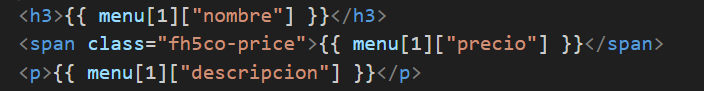 <h3>{{ menu[1]["nombre"] }}</h3>
<span class="fh5co-price">{{ menu[1]["precio"] }}</span>
<p>{{ menu[1]["descripcion"] }}</p>